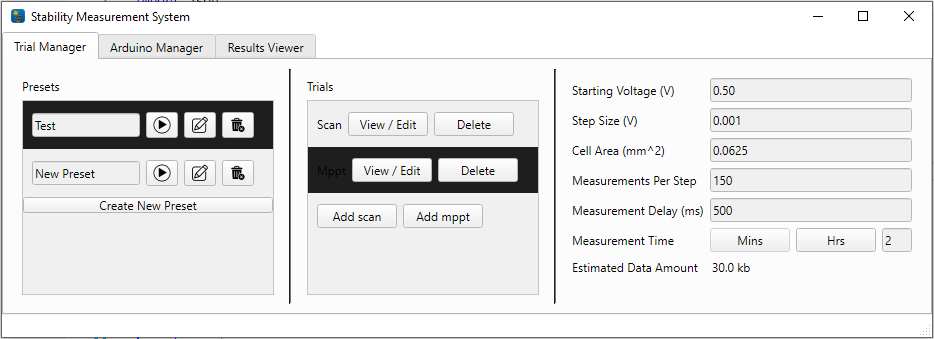 Stability Measurement System
Trial Manager Arduino Manager Results Viewer
Presets
Test
New Preset
Create New Preset
Trials
Scan View / Edit Delete
Mppt View / Edit Delete
Add scan Add mppt
Starting Voltage (V) 0.50
Step Size (V) 0.001
Cell Area (mm^2) 0.0625
Measurements Per Step 150
Measurement Delay (ms) 500
Measurement Time Mins Hrs 2
Estimated Data Amount 30.0 kb